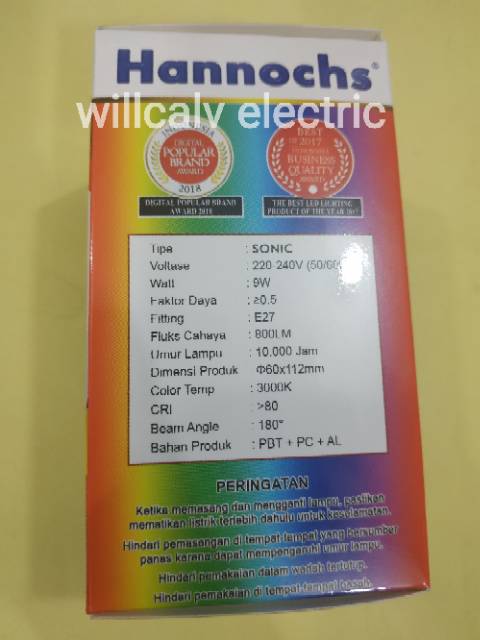 Hannochs®
willcaly electric
INDONESIA
DIGITAL
POPULAR
BRAND
AWARD
2018
DIGITAL POPULAR BRAND
AWARD 2018
BEST
OF 2017
BUSINESS
QUALITY
AWARD
THE BEST LED LIGHTING
PRODUCT OF THE YEAR 2017
Tipe : SONIC
Voltase : 220-240V (50/60
Watt : 9W
Faktor Daya : ≥0.5
Fitting : E27
Fluks Cahaya : 800LM
Umur Lampu : 10.000 Jam
Dimensi Produk Φ60x112mm
Color Temp : 3000K
CRI : >80
Beam Angle : 180°
Bahan Produk : PBT + PC + AL
PERINGATAN
Ketika memasang dan mengganti lampu, pastikan
mematikan listrik terlebih dahulu untuk keselamatan.
Hindari pemasangan di tempat-tempat yang bersumber
panas karena dapat mempengaruhi umur lampu.
Hindari pemakaian dalam wadah tertutup.
Hindari pemakaian di tempat-tempat basah.